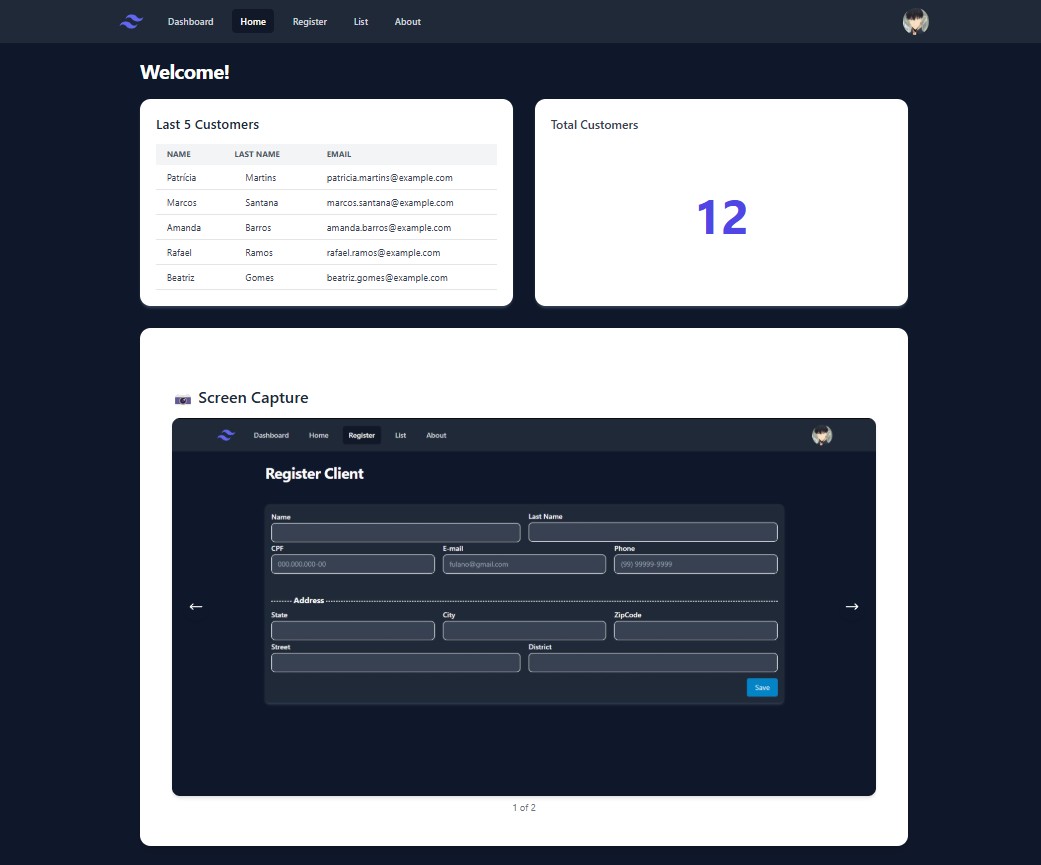 Dashboard Home Register List About
Welcome!
Last 5 Customers
NAME LAST NAME EMAIL
Patrícia Martins patricia.martins@example.com
Marcos Santana marcos.santana@example.com
Amanda Barros amanda.barros@example.com
Rafael Ramos rafael.ramos@example.com
Beatriz Gomes beatriz.gomes@example.com
Total Customers
12
Screen Capture
Dashboard Home Register List About
Register Client
Name Last Name
CPF E-mail Phone
000.000.000-00 fulano@gmail.com (99) 99999-9999
Address
State City ZipCode
Street District
Save
1 of 2